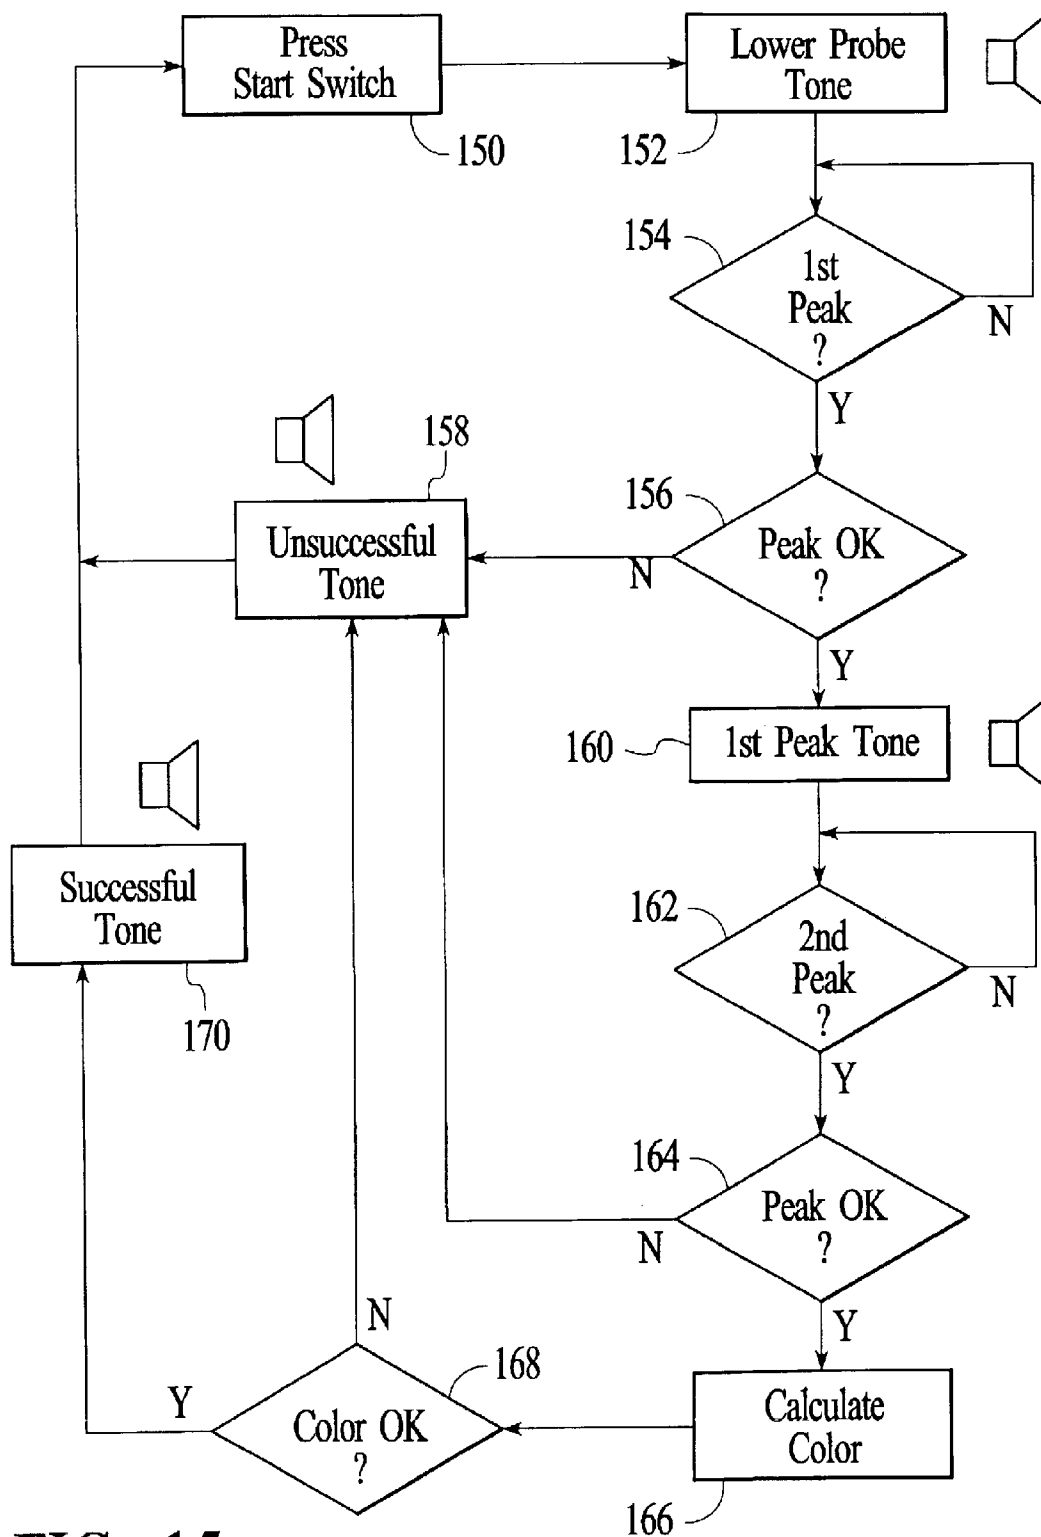 Press
Start Switch
150
Lower Probe
Tone
152
154
1st
Peak
?
N
Y
158
Unsuccessful
Tone
156
Peak OK
?
N
Y
160
1st Peak Tone
Successful
Tone
170
162
2nd
Peak
?
N
Y
164
Peak OK
?
N
Y
N
168
Y
Color OK
?
Calculate
Color
166